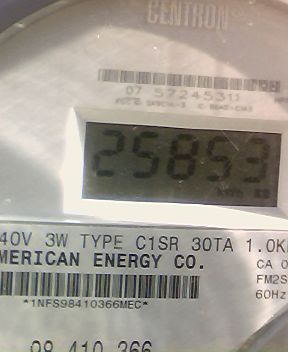 CENTRON
07 57245311
25853
40V 3W TYPE C1SR 30TA 1.0K
MERICAN ENERGY CO.
CA 0
FM2S
60Hz
*1NFS98410366MEC*
98 410 366